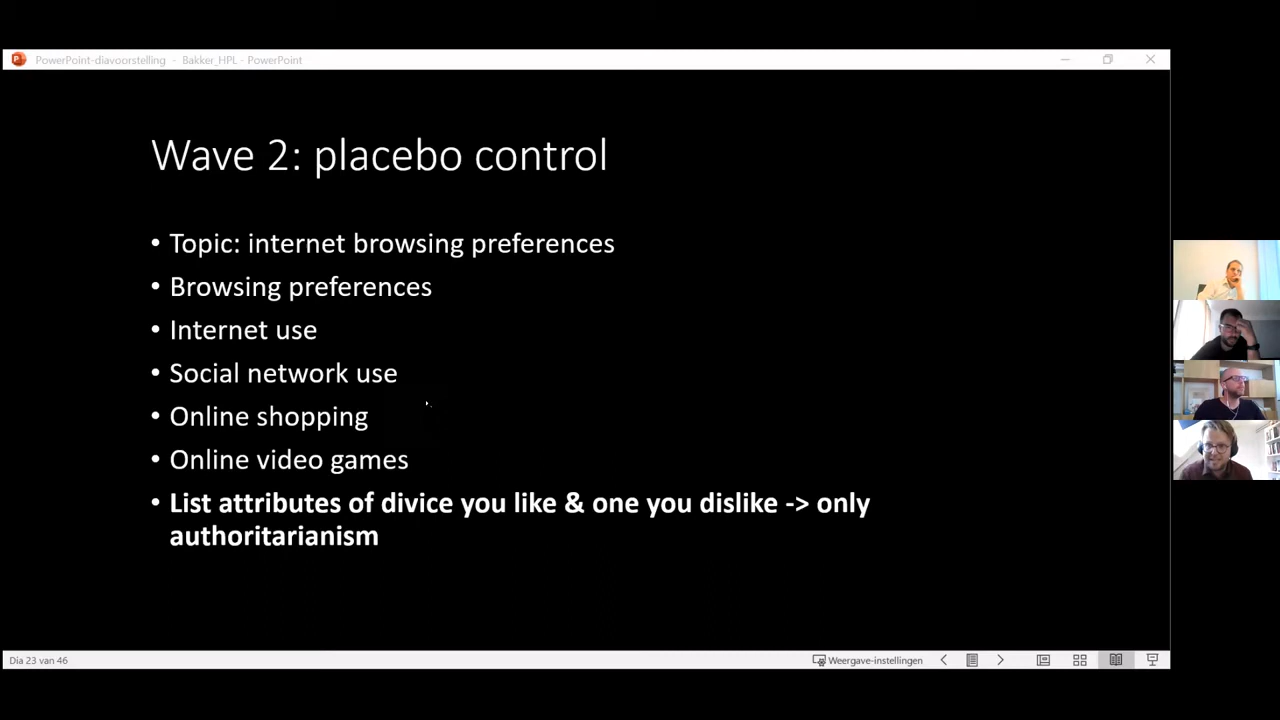 PowerPoint-diavoorstelling - Bakker_HPL - PowerPoint
Wave 2: placebo control
• Topic: internet browsing preferences
• Browsing preferences
• Internet use
• Social network use
• Online shopping
• Online video games
• List attributes of divice you like & one you dislike -> only
authoritarianism
Dia 23 van 46
Weergave-instellingen